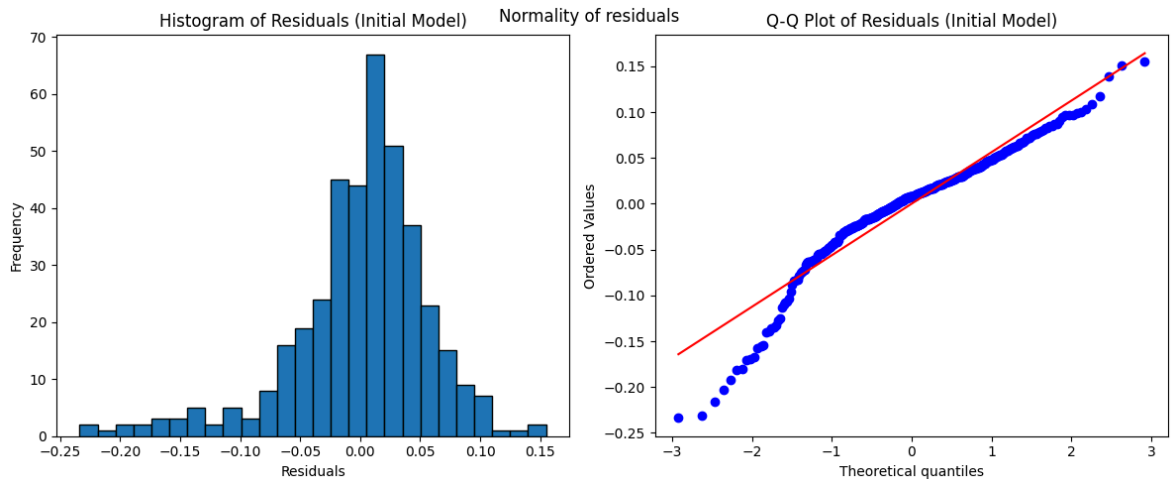 Normality of residuals
Histogram of Residuals (Initial Model)
70
60
50
40
30
20
10
0
Frequency
−0.25 −0.20 −0.15 −0.10 −0.05 0.00 0.05 0.10 0.15
Residuals
Q-Q Plot of Residuals (Initial Model)
0.15
0.10
0.05
0.00
−0.05
−0.10
−0.15
−0.20
−0.25
Ordered Values
−3 −2 −1 0 1 2 3
Theoretical quantiles